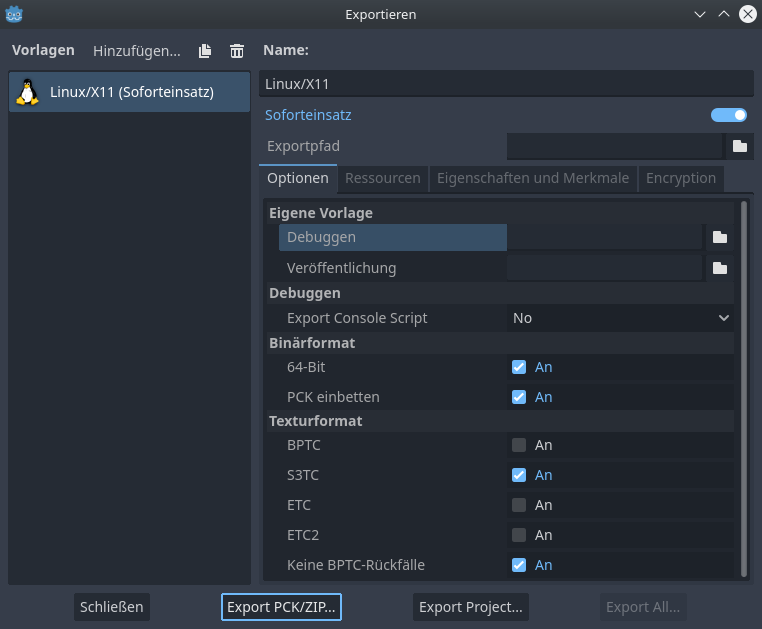 Exportieren
Vorlagen Hinzufügen... Name:
Linux/X11 (Soforteinsatz) Linux/X11
Soforteinsatz
Exportpfad
Optionen Ressourcen Eigenschaften und Merkmale Encryption
Eigene Vorlage
Debuggen
Veröffentlichung
Debuggen
Export Console Script No
Binärformat
64-Bit An
PCK einbetten An
Texturformat
BPTC An
S3TC An
ETC An
ETC2 An
Keine BPTC-Rückfälle An
Schließen Export PCK/ZIP... Export Project... Export All...